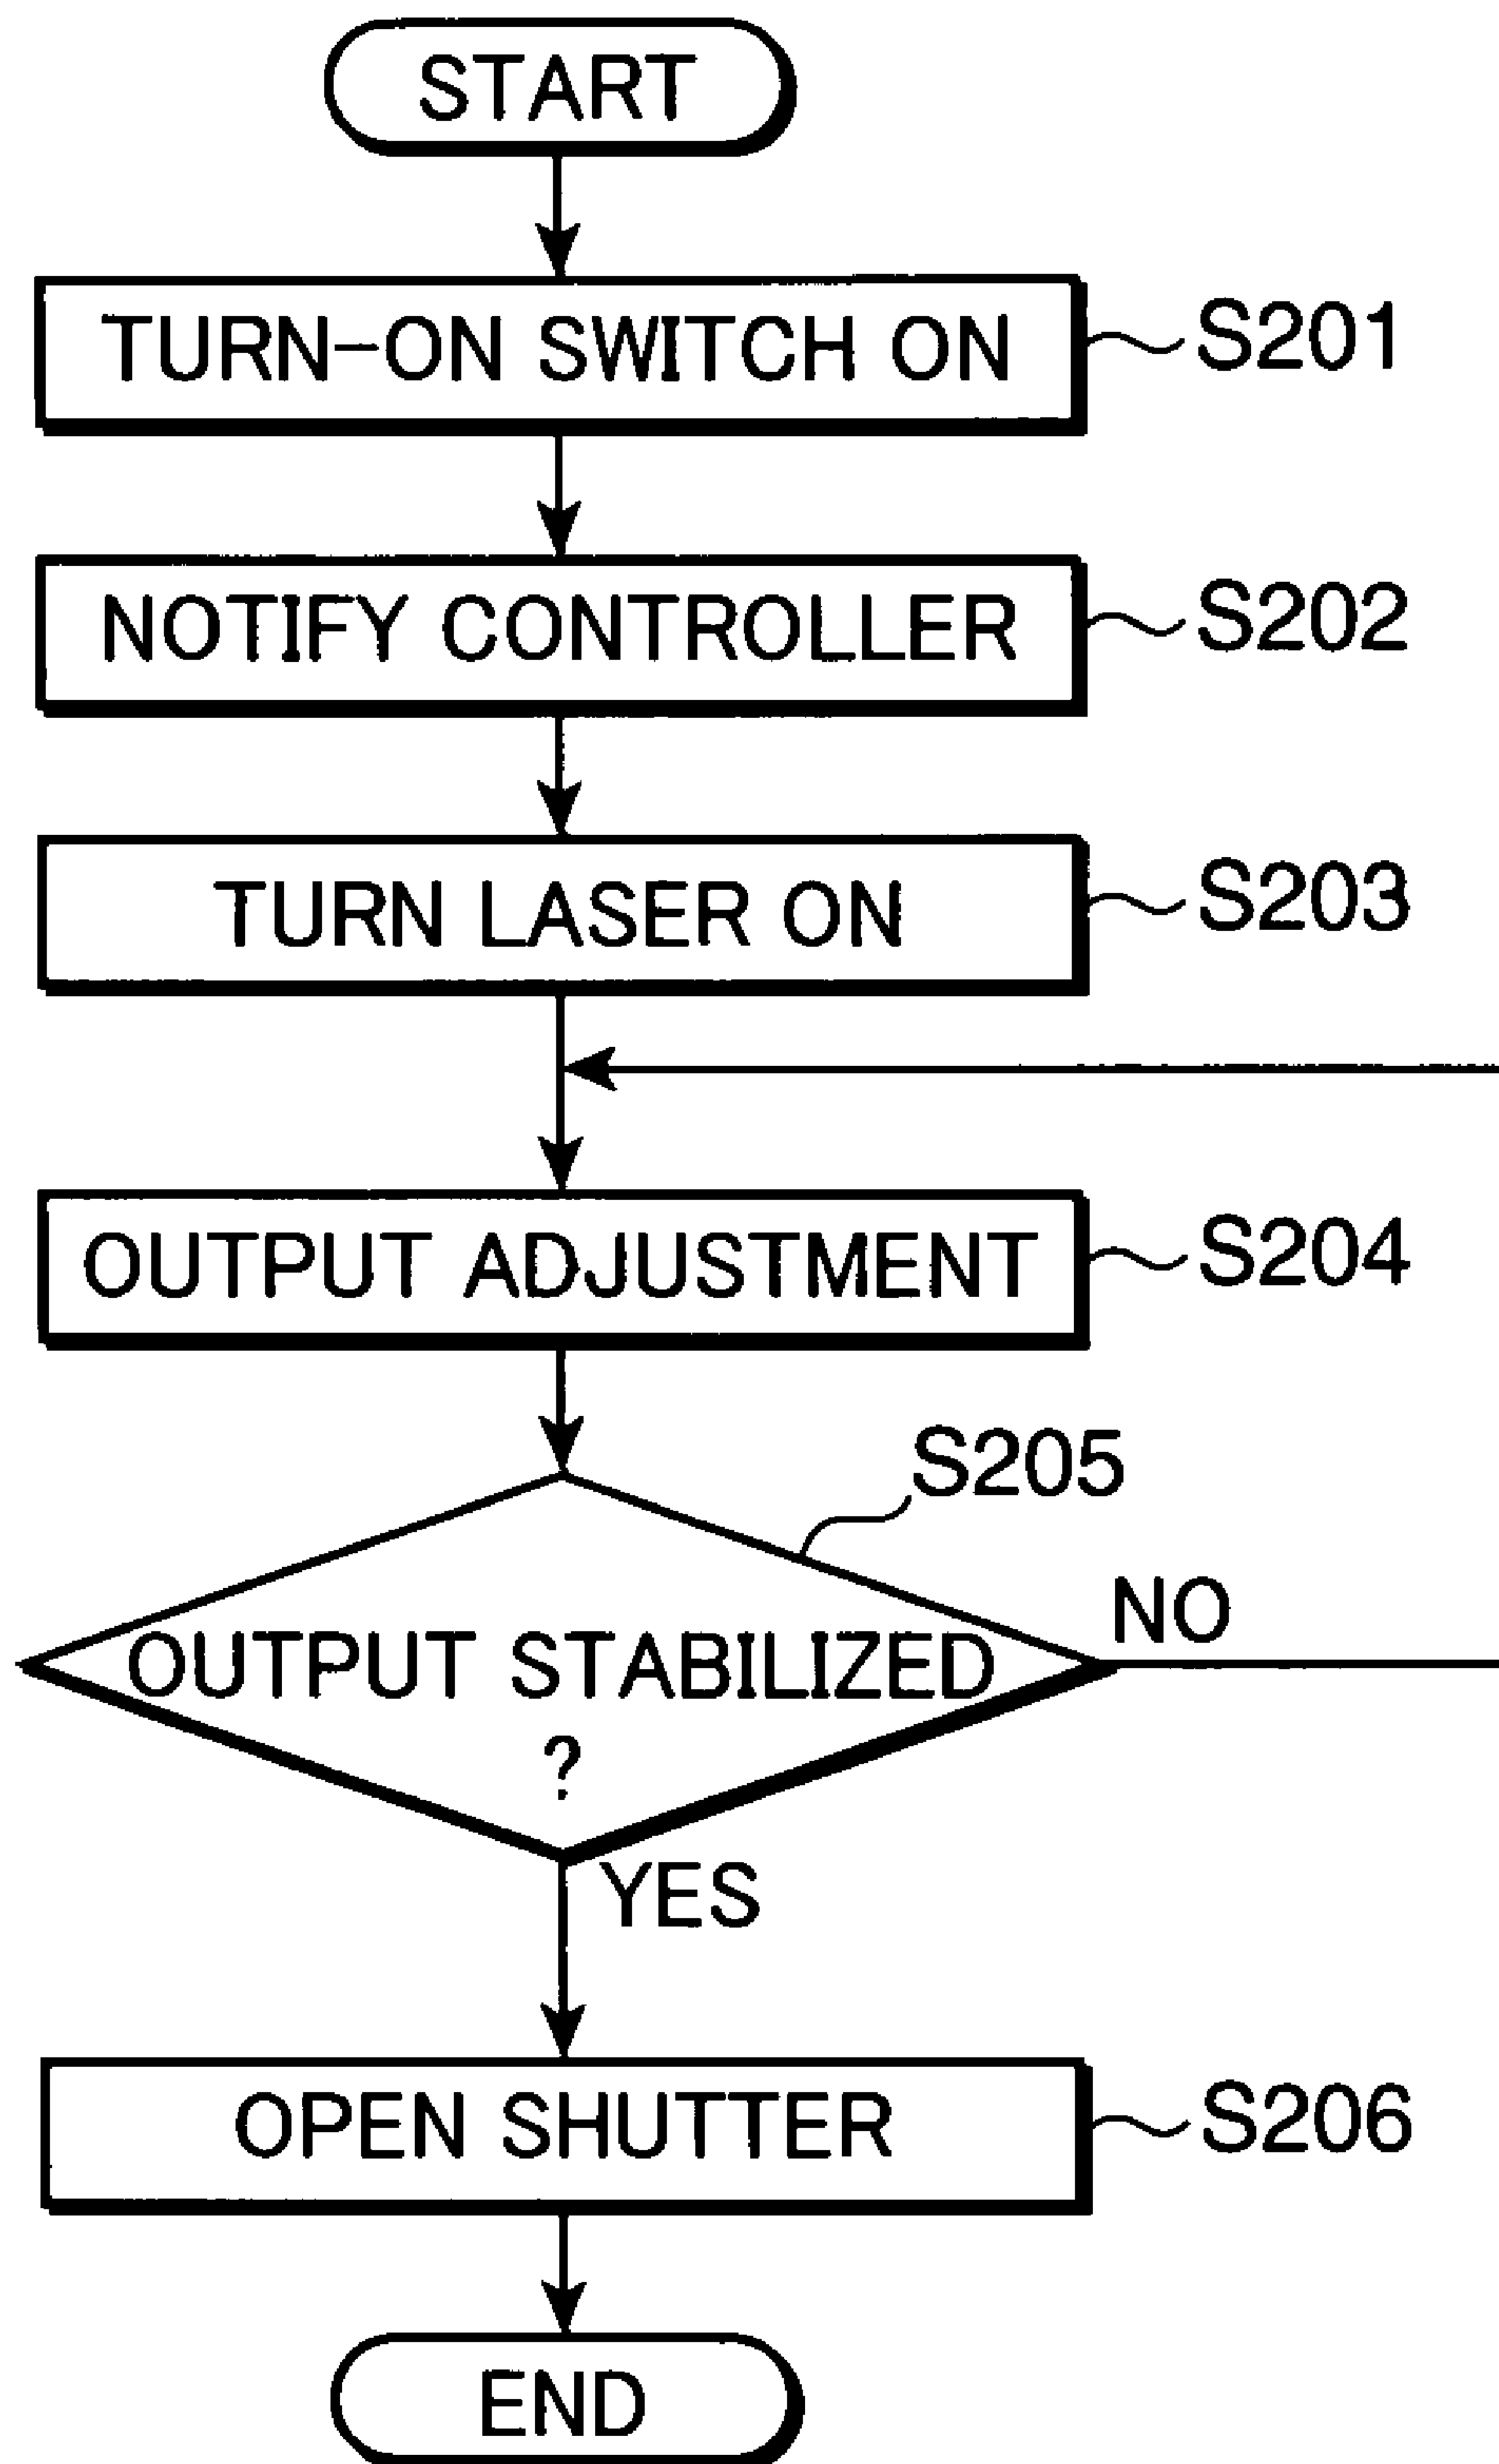 START
TURN-ON SWITCH ON
S201
NOTIFY CONTROLLER
S202
TURN LASER ON
S203
OUTPUT ADJUSTMENT
S204
S205
NO
OUTPUT STABILIZED
?
YES
OPEN SHUTTER
S206
END